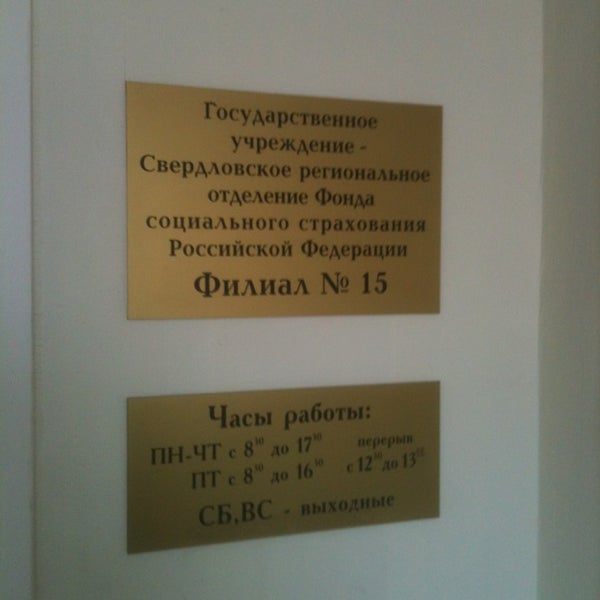 Государственное
учреждение -
Свердловское региональное
отделение Фонда
социального страхования
Российской Федерации
Филиал № 15
Часы работы:
ПН-ЧТ с 8³⁰ до 17³⁰ перерыв
ПТ с 8³⁰ до 16³⁰ с 12³⁰ до 13⁰⁰
СБ,ВС - выходные